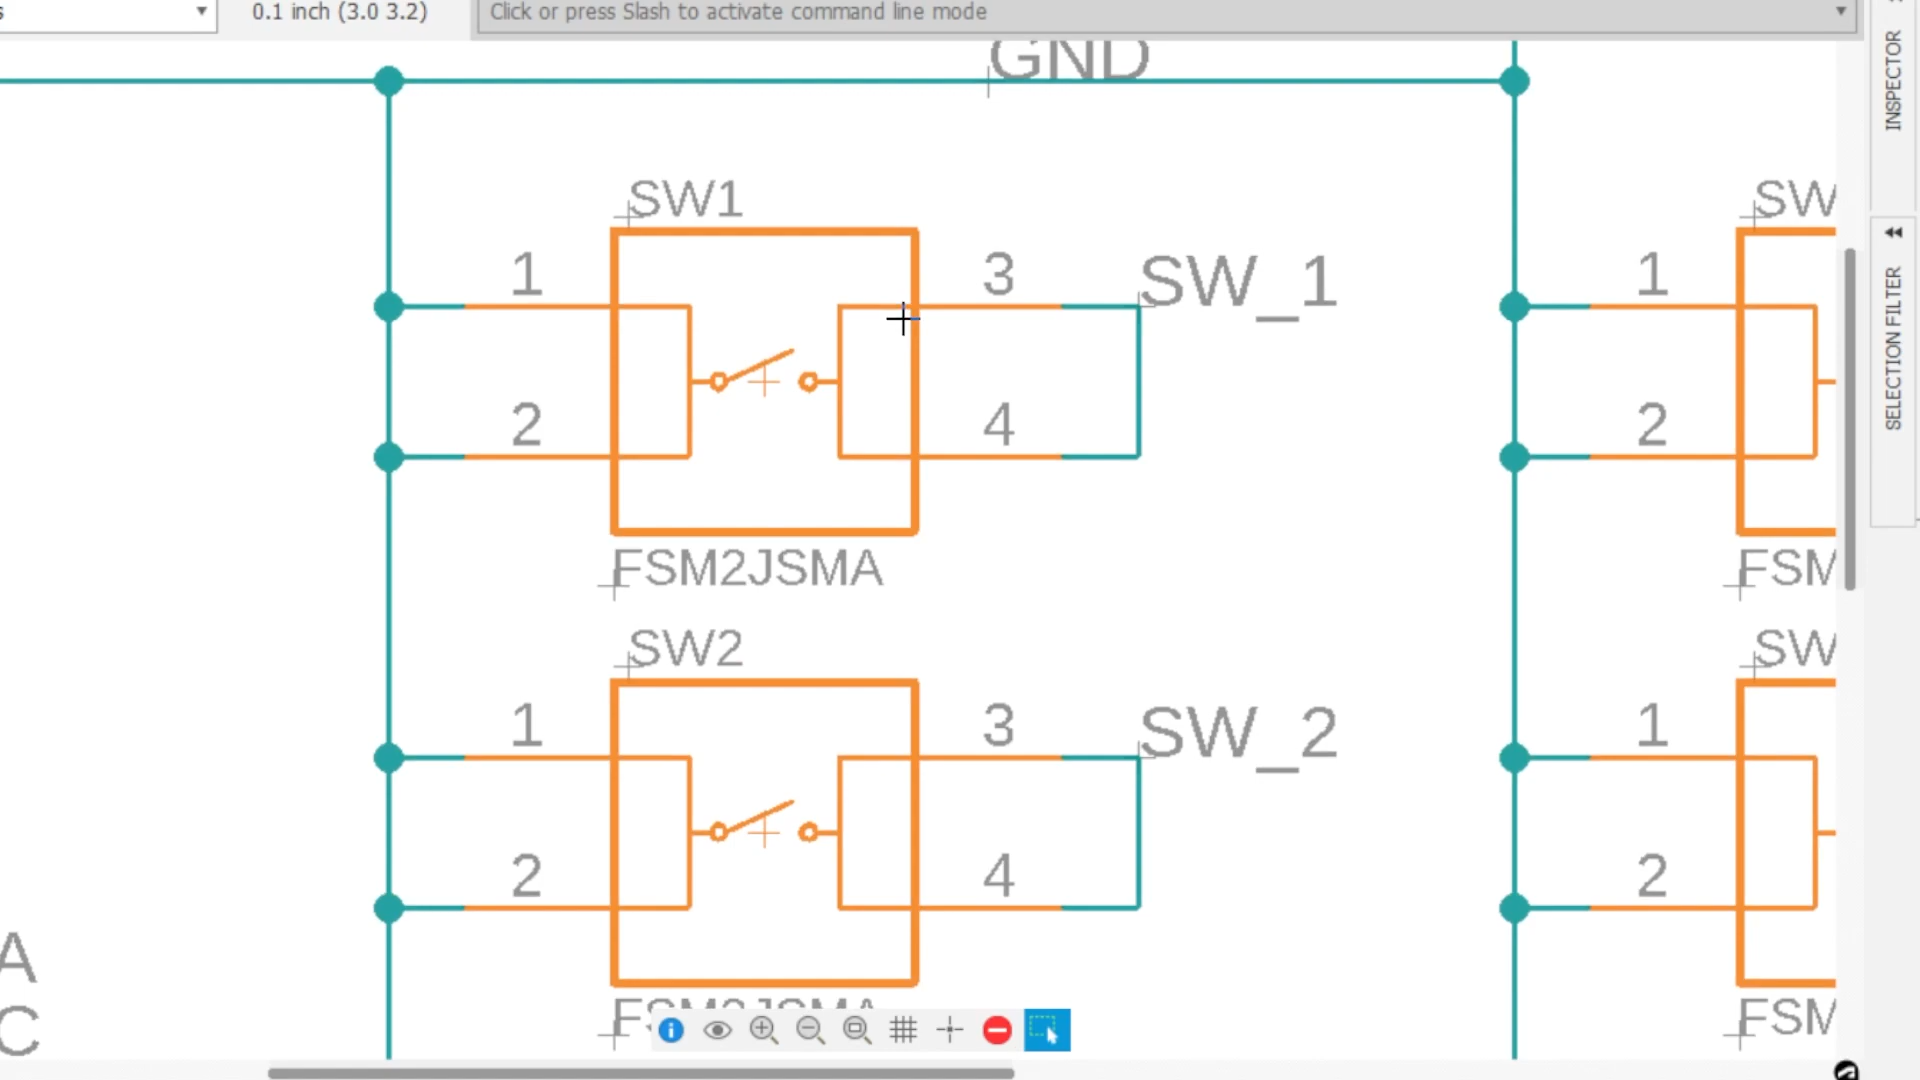 s
0.1 inch (3.0 3.2)
Click or press Slash to activate command line mode
INSPECTOR
SELECTION FILTER
GND
SW1
SW
1
3
SW_1
1
2
4
2
FSM2JSMA
FSM
SW2
SW
1
3
SW_2
1
2
4
2
A
C
FSM2JSMA
FSM